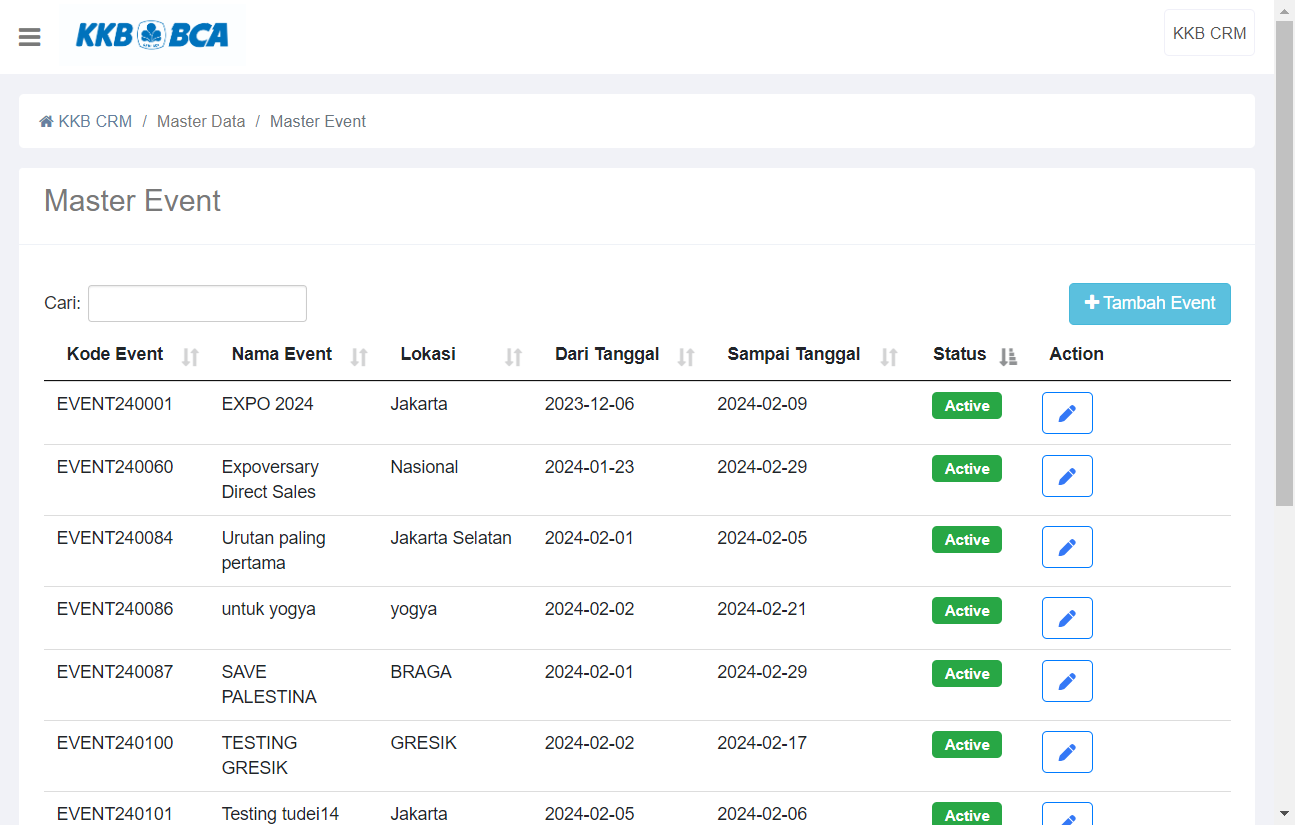 KKB BCA
KKB CRM
KKB CRM / Master Data / Master Event
Master Event
Cari:
Tambah Event
Kode Event Nama Event Lokasi Dari Tanggal Sampai Tanggal Status Action
EVENT240001 EXPO 2024 Jakarta 2023-12-06 2024-02-09 Active
EVENT240060 Expoversary Nasional 2024-01-23 2024-02-29 Active
Direct Sales
EVENT240084 Urutan paling Jakarta Selatan 2024-02-01 2024-02-05 Active
pertama
EVENT240086 untuk yogya yogya 2024-02-02 2024-02-21 Active
EVENT240087 SAVE BRAGA 2024-02-01 2024-02-29 Active
PALESTINA
EVENT240100 TESTING GRESIK 2024-02-02 2024-02-17 Active
GRESIK
EVENT240101 Testing tudei14 Jakarta 2024-02-05 2024-02-06 Active